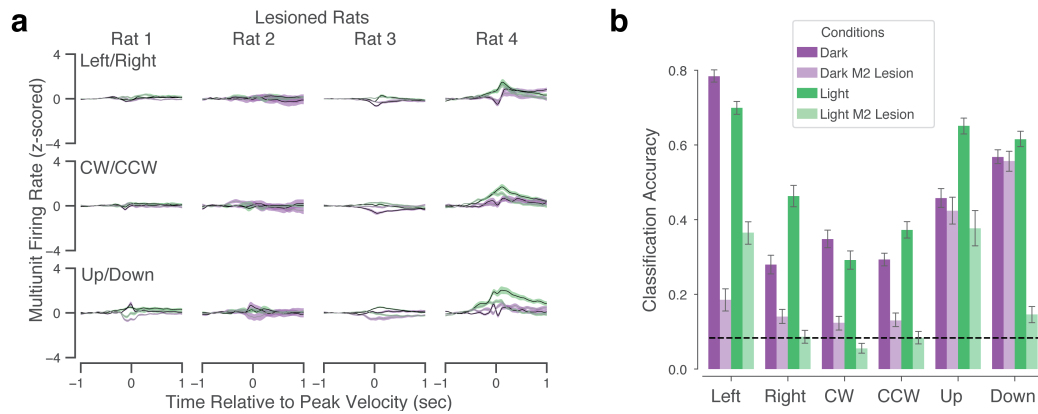 a
Lesioned Rats
Rat 1
Rat 2
Rat 3
Rat 4
Multiunit Firing Rate (z-scored)
Left/Right
4
0
−4
CW/CCW
4
0
−4
Up/Down
4
0
−4
−1 0 1
−1 0 1
−1 0 1
−1 0 1
Time Relative to Peak Velocity (sec)
b
Conditions
Dark
Dark M2 Lesion
Light
Light M2 Lesion
Classification Accuracy
0.8
0.6
0.4
0.2
0.0
Left Right CW CCW Up Down